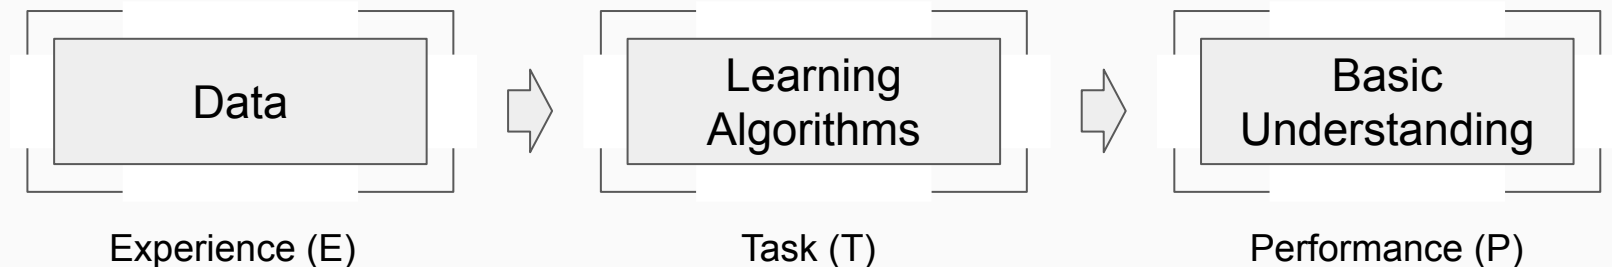 Data
Learning
Algorithms
Basic
Understanding
Experience (E)
Task (T)
Performance (P)